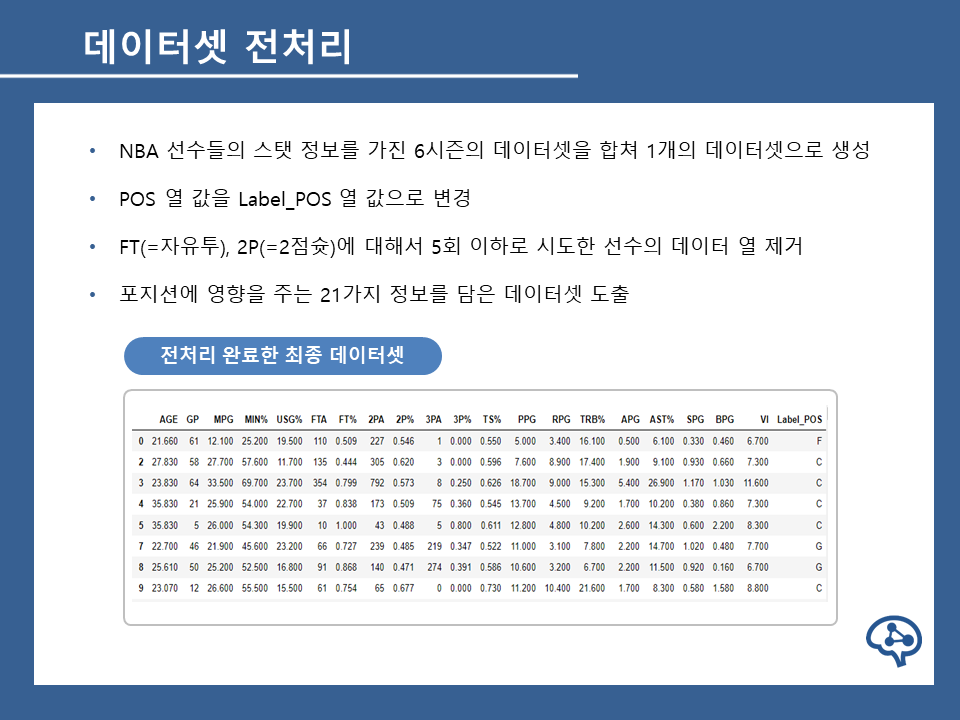 데이터셋 전처리
• NBA 선수들의 스탯 정보를 가진 6시즌의 데이터셋을 합쳐 1개의 데이터셋으로 생성
• POS 열 값을 Label_POS 열 값으로 변경
• FT(=자유투), 2P(=2점슛)에 대해서 5회 이하로 시도한 선수의 데이터 열 제거
• 포지션에 영향을 주는 21가지 정보를 담은 데이터셋 도출
전처리 완료한 최종 데이터셋
AGE GP MPG MIN% USG% FTA FT% 2PA 2P% 3PA 3P% TS% PPG RPG TRB% APG AST% SPG BPG VI Label_POS
0 21.660 61 12.100 25.200 19.500 110 0.509 227 0.546 1 0.000 0.550 5.000 3.400 16.100 0.500 6.100 0.330 0.460 6.700 F
2 27.830 58 27.700 57.600 11.700 135 0.444 305 0.620 3 0.000 0.596 7.600 8.900 17.400 1.900 9.100 0.930 0.660 7.300 C
3 23.830 64 33.500 69.700 23.700 354 0.799 792 0.573 8 0.250 0.626 18.700 9.000 15.300 5.400 26.900 1.170 1.030 11.600 C
4 35.830 21 25.900 54.000 22.700 37 0.838 173 0.509 75 0.360 0.545 13.700 4.500 9.200 1.700 10.200 0.380 0.860 7.300 C
5 35.830 5 26.000 54.300 19.900 10 1.000 43 0.488 5 0.800 0.611 12.800 4.800 10.200 2.600 14.300 0.600 2.200 8.300 C
7 22.700 46 21.900 45.600 23.200 66 0.727 239 0.485 219 0.347 0.522 11.000 3.100 7.800 2.200 14.700 1.020 0.480 7.700 G
8 25.610 50 25.200 52.500 16.800 91 0.868 140 0.471 274 0.391 0.586 10.600 3.200 6.700 2.200 11.500 0.920 0.160 6.700 G
9 23.070 12 26.600 55.500 15.500 61 0.754 65 0.677 0 0.000 0.730 11.200 10.400 21.600 1.700 8.300 0.580 1.580 8.800 C